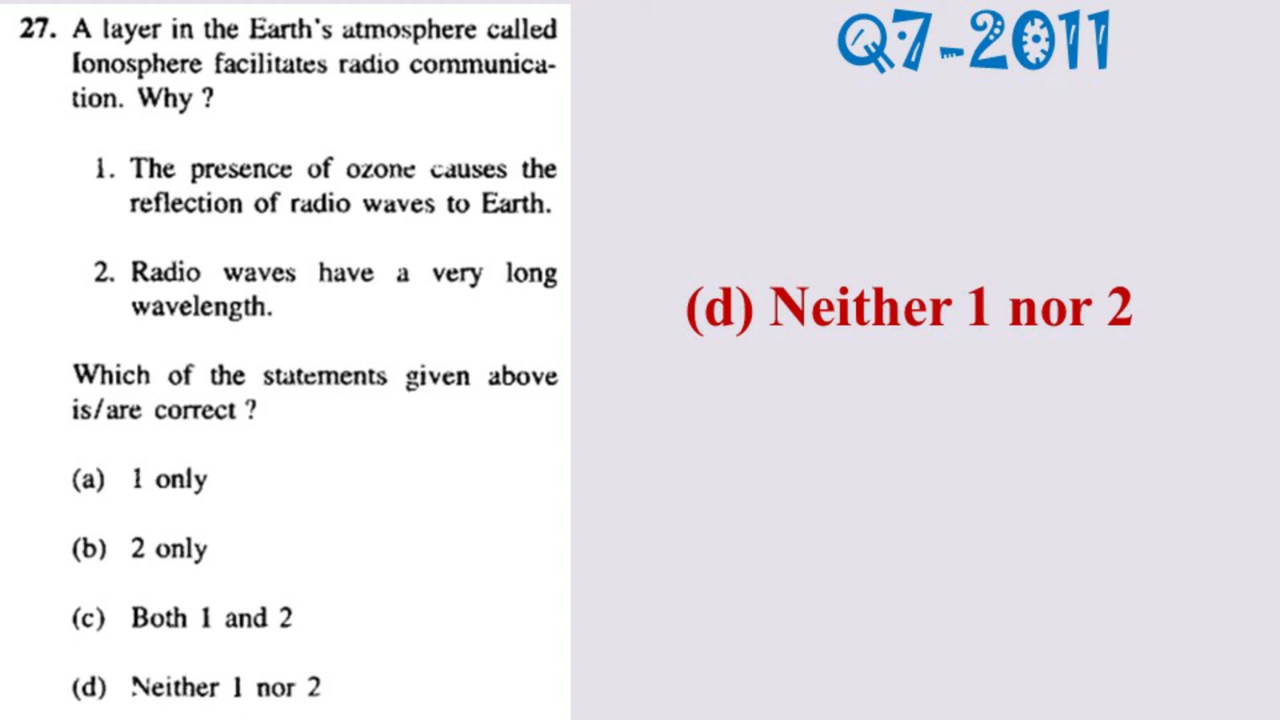 27. A layer in the Earth's atmosphere called
Ionosphere facilitates radio communica-
tion. Why ?
1. The presence of ozone causes the
reflection of radio waves to Earth.
2. Radio waves have a very long
wavelength.
Which of the statements given above
is/are correct ?
(a) 1 only
(b) 2 only
(c) Both 1 and 2
(d) Neither 1 nor 2
Q7-2011
(d) Neither 1 nor 2